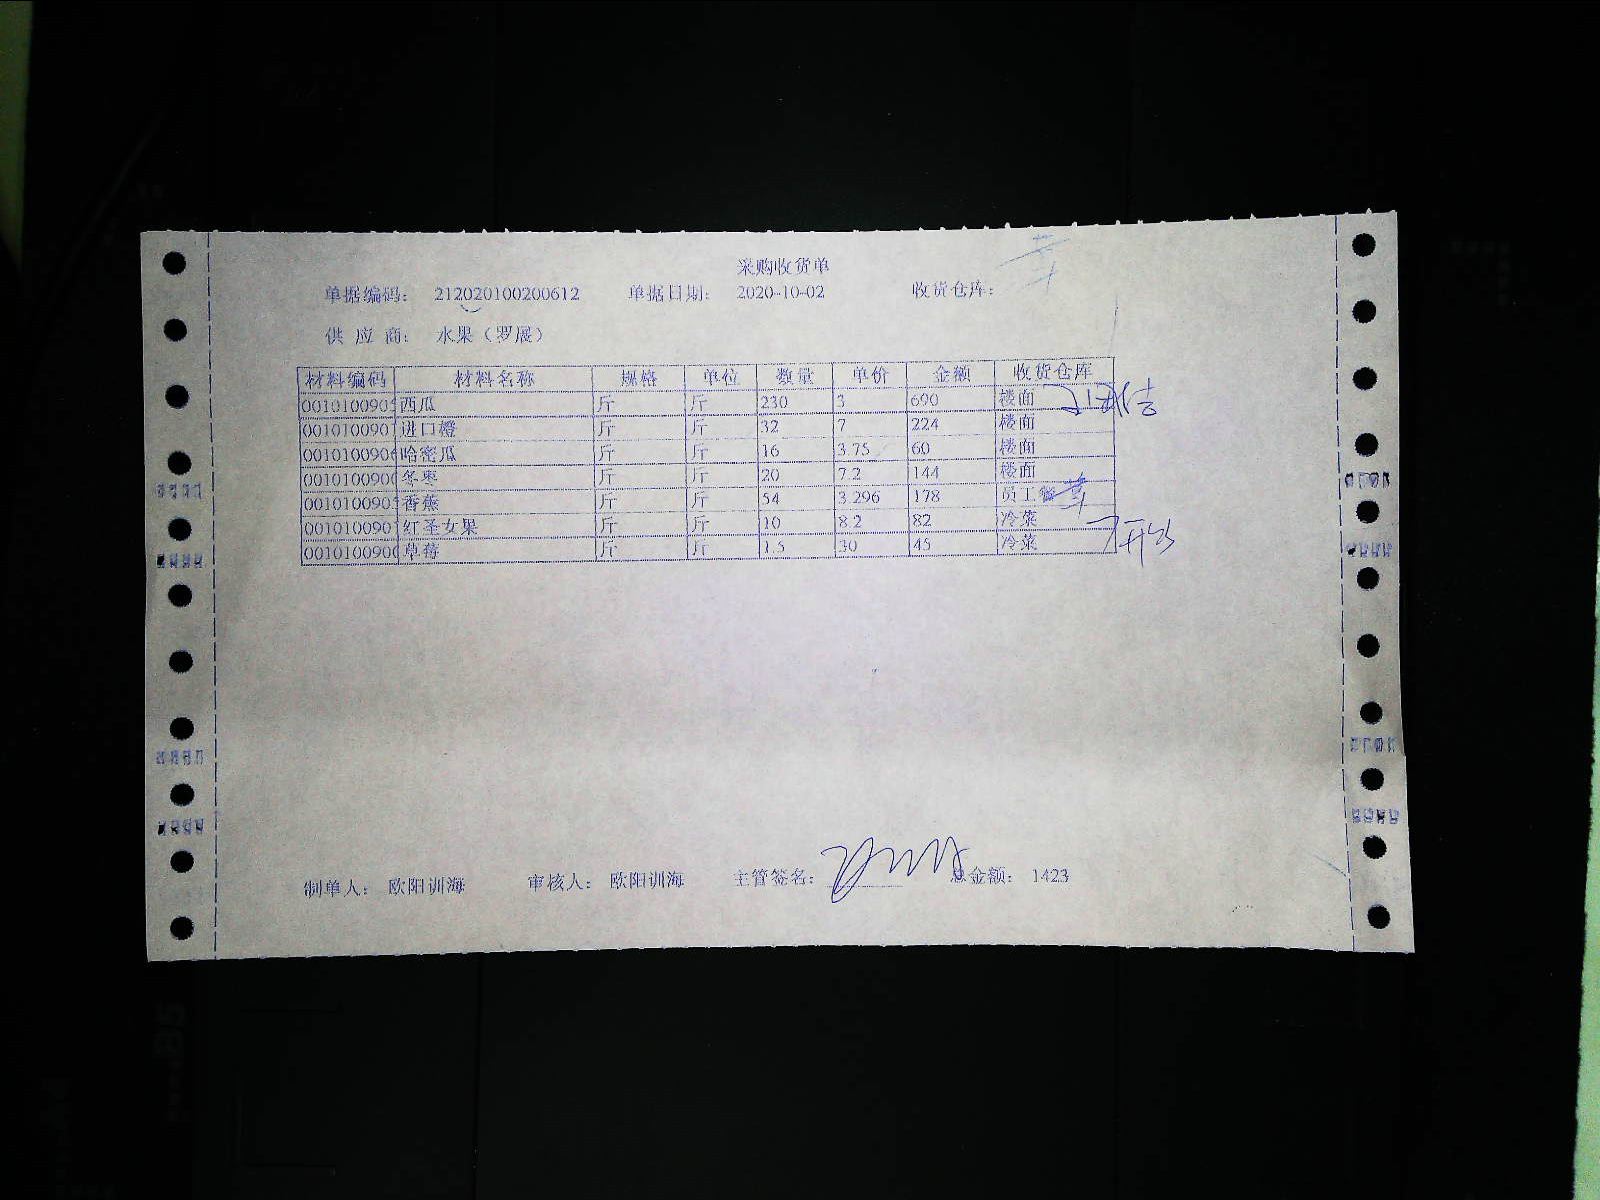 采购收货单
单据编码： 212020100200612 单据日期： 2020-10-02 收货仓库：
供 应 商： 水果（罗展）
材料编码 材料名称 规格 单位 数量 单价 金额 收货仓库
0010100905 西瓜 斤 斤 230 3 690 楼面
0010100907 进口橙 斤 斤 32 7 224 楼面
0010100906 哈密瓜 斤 斤 16 3.75 60 楼面
0010100900 冬枣 斤 斤 20 7.2 144 楼面
0010100905 香蕉 斤 斤 54 3.296 178 员工
0010100907 红圣女果 斤 斤 10 8.2 82 冷菜
0010100900 草莓 斤 斤 1.5 30 45 冷菜
制单人： 欧阳训海 审核人： 欧阳训海 主管签名： 总金额： 1423